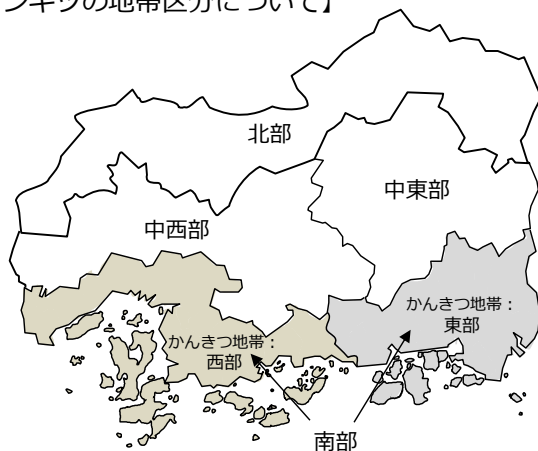 ンキツの地帯区分について】
北部
中東部
中西部
かんきつ地帯：
東部
かんきつ地帯：
西部
南部